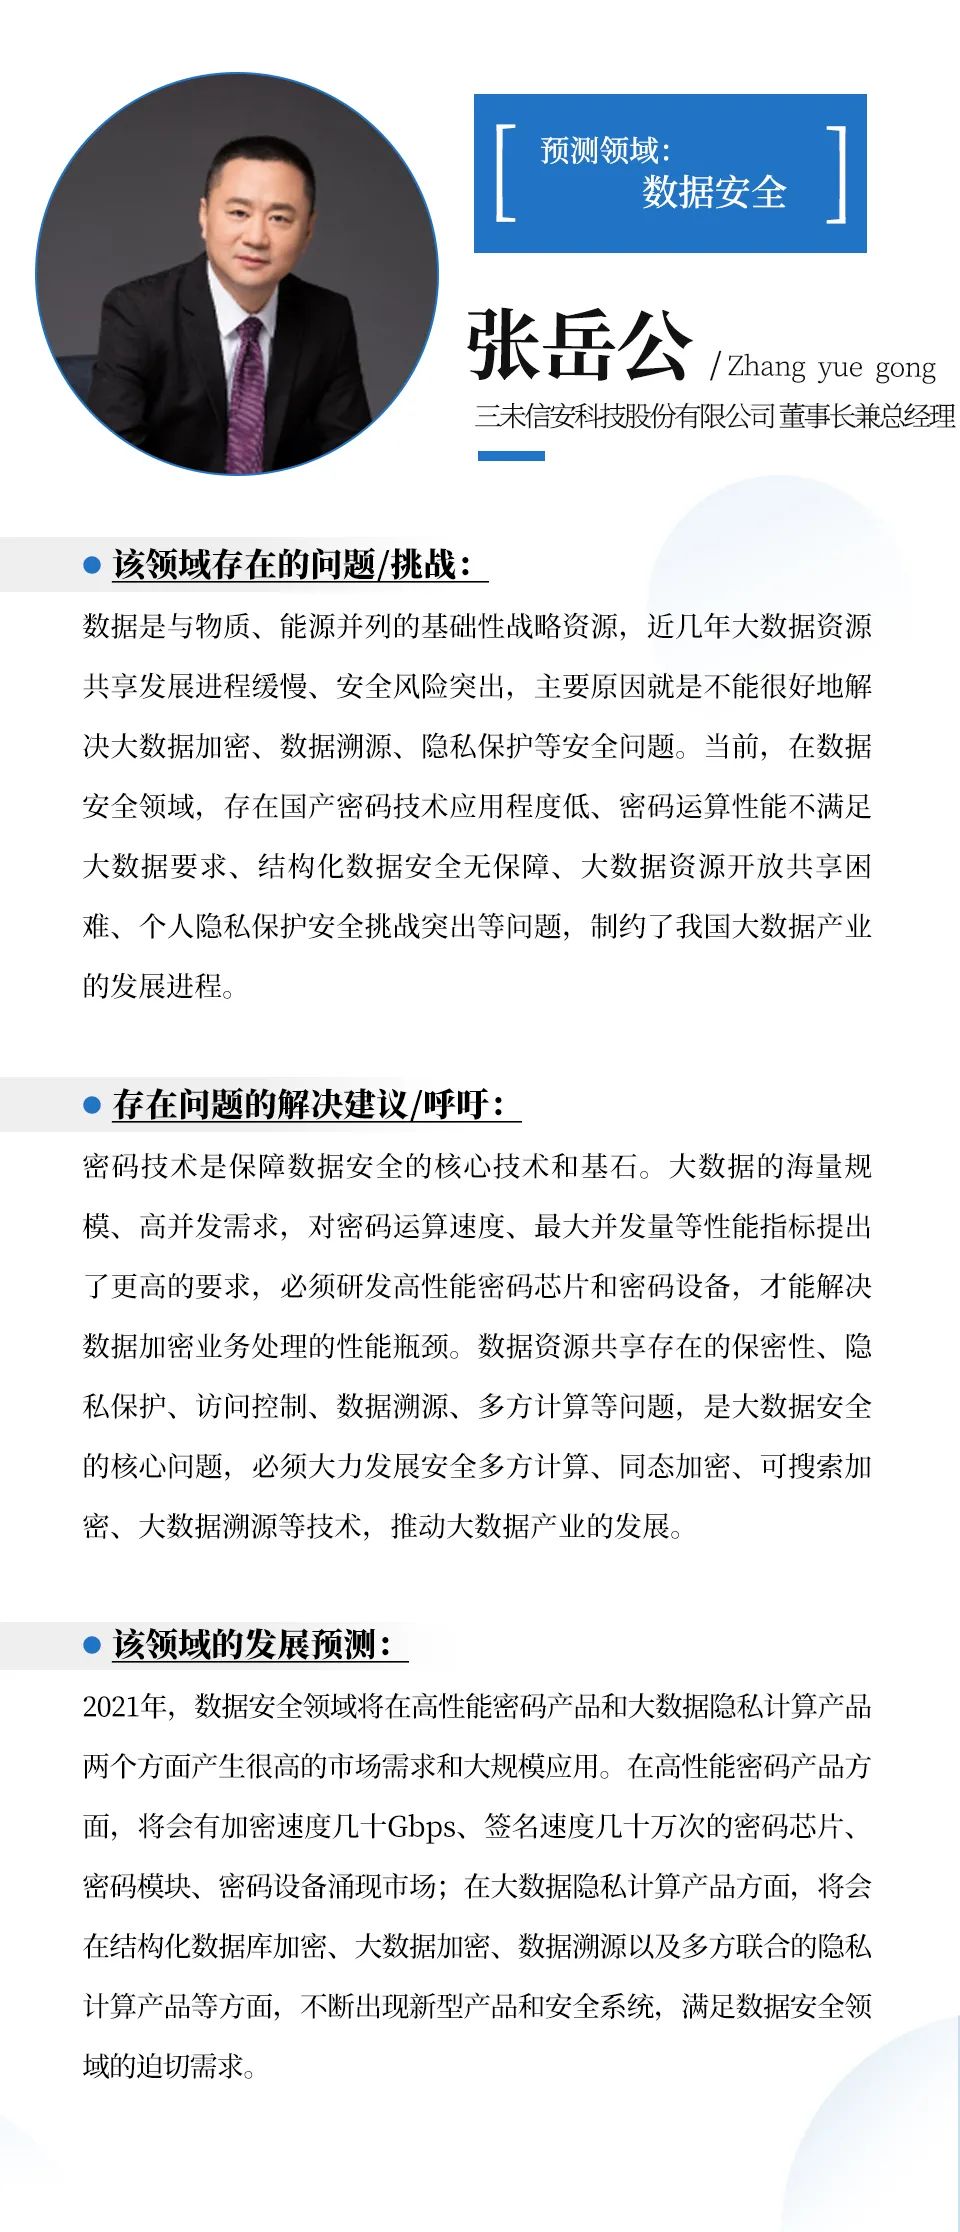 预测领域：
数据安全
张岳公 /Zhang yue gong
三未信安科技股份有限公司 董事长兼总经理
该领域存在的问题/挑战：
数据是与物质、能源并列的基础性战略资源，近几年大数据资源
共享发展进程缓慢、安全风险突出，主要原因就是不能很好地解
决大数据加密、数据溯源、隐私保护等安全问题。当前，在数据
安全领域，存在国产密码技术应用程度低、密码运算性能不满足
大数据要求、结构化数据安全无保障、大数据资源开放共享困
难、个人隐私保护安全挑战突出等问题，制约了我国大数据产业
的发展进程。
存在问题的解决建议/呼吁：
密码技术是保障数据安全的核心技术和基石。大数据的海量规
模、高并发需求，对密码运算速度、最大并发量等性能指标提出
了更高的要求，必须研发高性能密码芯片和密码设备，才能解决
数据加密业务处理的性能瓶颈。数据资源共享存在的保密性、隐
私保护、访问控制、数据溯源、多方计算等问题，是大数据安全
的核心问题，必须大力发展安全多方计算、同态加密、可搜索加
密、大数据溯源等技术，推动大数据产业的发展。
该领域的发展预测：
2021年，数据安全领域将在高性能密码产品和大数据隐私计算产品
两个方面产生很高的市场需求和大规模应用。在高性能密码产品方
面，将会有加密速度几十Gbps、签名速度几十万次的密码芯片、
密码模块、密码设备涌现市场；在大数据隐私计算产品方面，将会
在结构化数据库加密、大数据加密、数据溯源以及多方联合的隐私
计算产品等方面，不断出现新型产品和安全系统，满足数据安全领
域的迫切需求。